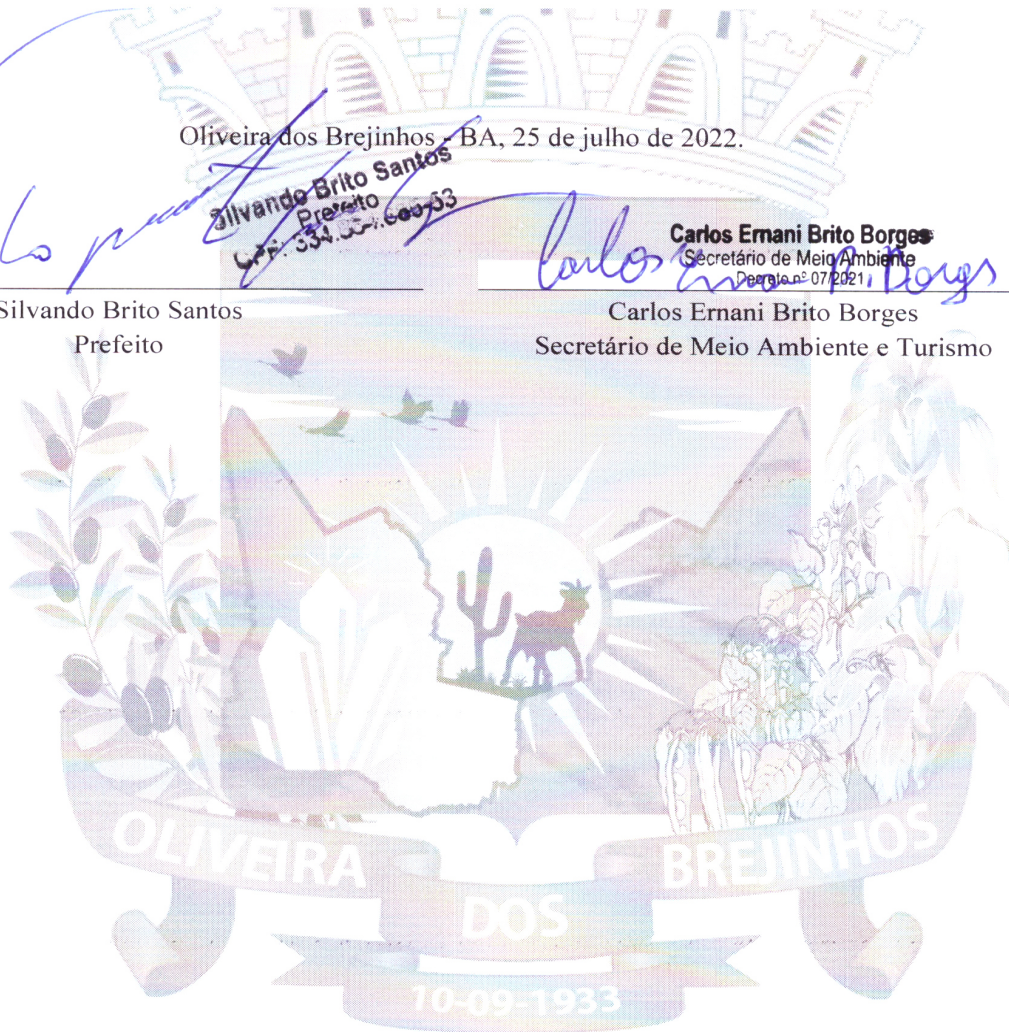 Oliveira dos Brejinhos - BA, 25 de julho de 2022.
Silvando Brito Santos
Prefeito
Carlos Ernani Brito Borges
Secretário de Meio Ambiente
Decreto nº 07/2021
Carlos
Borges
Silvando Brito Santos
Prefeito
Carlos Ernani Brito Borges
Secretário de Meio Ambiente e Turismo
OLIVEIRA
DOS
BREJINHOS
10-09-1933